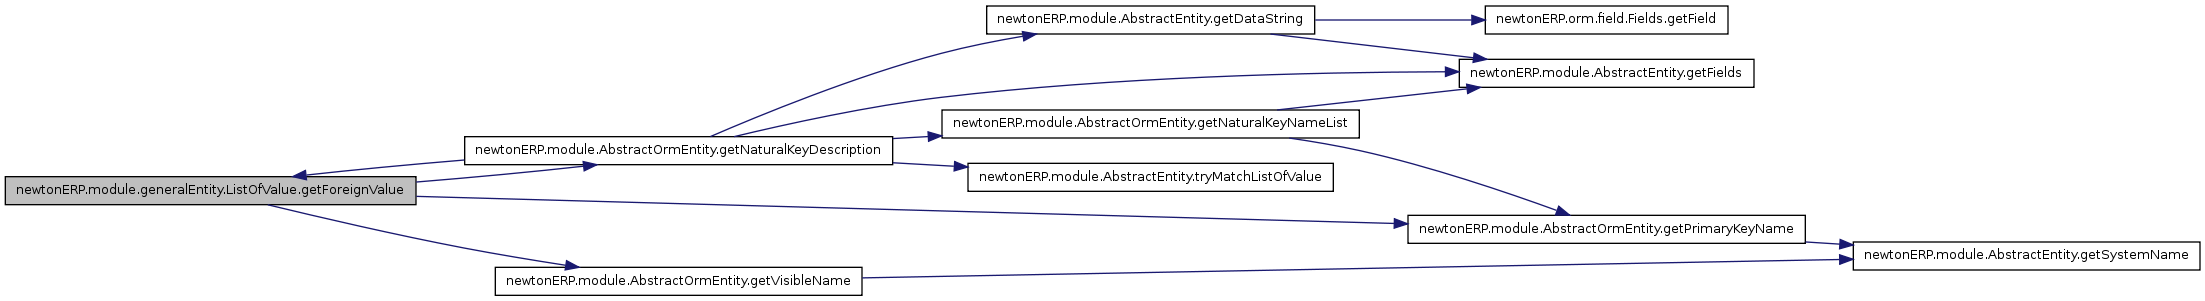 newtonERP.module.AbstractEntity.getDataString
newtonERP.orm.field.Fields.getField
newtonERP.module.AbstractEntity.getFields
newtonERP.module.AbstractOrmEntity.getNaturalKeyNameList
newtonERP.module.AbstractOrmEntity.getNaturalKeyDescription
newtonERP.module.AbstractEntity.tryMatchListOfValue
newtonERP.module.generalEntity.ListOfValue.getForeignValue
newtonERP.module.AbstractOrmEntity.getPrimaryKeyName
newtonERP.module.AbstractEntity.getSystemName
newtonERP.module.AbstractOrmEntity.getVisibleName